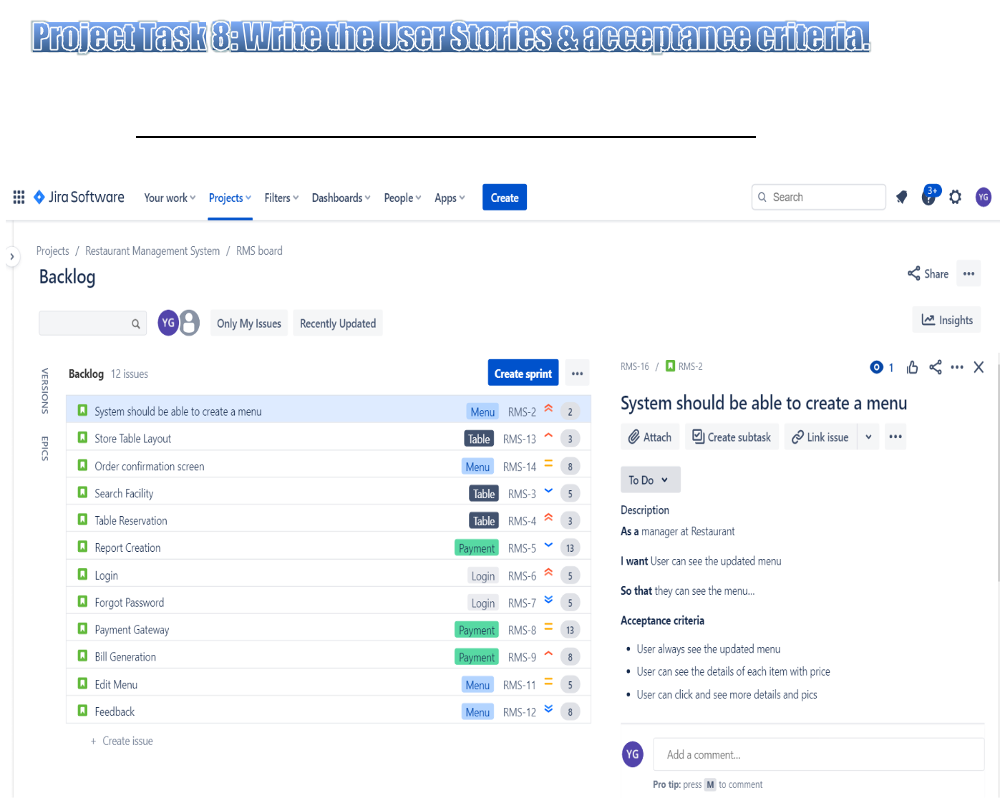 Project Task 8: Write the User Stories & acceptance criteria.
Jira Software Your work Projects Filters Dashboards People Apps Create Search 3+ YG
Projects / Restaurant Management System / RMS board
Backlog
Share
YG Only My Issues Recently Updated
Insights
VERSIONS
EPICS
Backlog 12 issues Create sprint
System should be able to create a menu Menu RMS-2 2
Store Table Layout Table RMS-13 3
Order confirmation screen Menu RMS-14 8
Search Facility Table RMS-3 5
Table Reservation Table RMS-4 3
Report Creation Payment RMS-5 13
Login Login RMS-6 5
Forgot Password Login RMS-7 5
Payment Gateway Payment RMS-8 13
Bill Generation Payment RMS-9 8
Edit Menu Menu RMS-11 5
Feedback Menu RMS-12 8
+ Create issue
RMS-16 / RMS-2 1
System should be able to create a menu
Attach Create subtask Link issue
To Do
Description
As a manager at Restaurant
I want User can see the updated menu
So that they can see the menu...
Acceptance criteria
• User always see the updated menu
• User can see the details of each item with price
• User can click and see more details and pics
YG Add a comment...
Pro tip: press M to comment